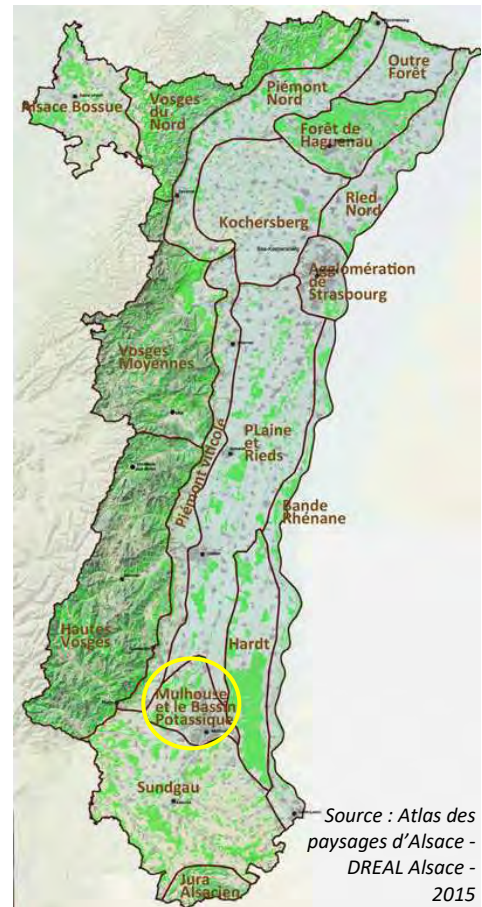 Outre
Forêt
Piémont
Nord
Vosges
du
Nord
Alsace Bossue
Forêt de
Haguenau
Ried
Nord
Kochersberg
Agglomération
de
Strasbourg
Vosges
Moyennes
PLaine
et
Rieds
Piémont viticole
Bande
Rhénane
Hardt
Hautes
Vosges
Mulhouse
et le Bassin
Potassique
Sundgau
Jura
Alsacien
Source : Atlas des
paysages d'Alsace -
DREAL Alsace -
2015